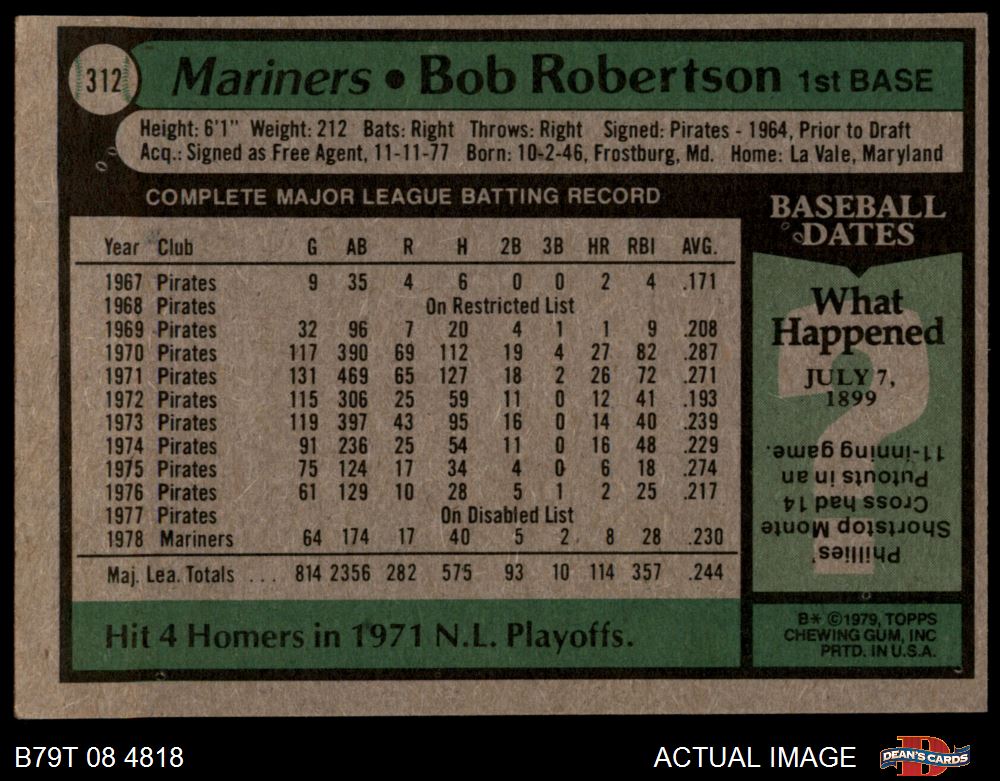 312 Mariners • Bob Robertson 1st BASE
Height: 6'1" Weight: 212 Bats: Right Throws: Right Signed: Pirates - 1964, Prior to Draft
Acq.: Signed as Free Agent, 11-11-77 Born: 10-2-46, Frostburg, Md. Home: La Vale, Maryland
COMPLETE MAJOR LEAGUE BATTING RECORD
Year Club G AB R H 2B 3B HR RBI AVG.
1967 Pirates 9 35 4 6 0 0 2 4 .171
1968 Pirates On Restricted List
1969 Pirates 32 96 7 20 4 1 1 9 .208
1970 Pirates 117 390 69 112 19 4 27 82 .287
1971 Pirates 131 469 65 127 18 2 26 72 .271
1972 Pirates 115 306 25 59 11 0 12 41 .193
1973 Pirates 119 397 43 95 16 0 14 40 .239
1974 Pirates 91 236 25 54 11 0 16 48 .229
1975 Pirates 75 124 17 34 4 0 6 18 .274
1976 Pirates 61 129 10 28 5 1 2 25 .217
1977 Pirates On Disabled List
1978 Mariners 64 174 17 40 5 2 8 28 .230
Maj. Lea. Totals ... 814 2356 282 575 93 10 114 357 .244
Hit 4 Homers in 1971 N.L. Playoffs.
BASEBALL
DATES
What
Happened
JULY 7,
1899
?
Phillies'
Shortstop Monte
Cross had 14
Putouts in an
11-inning game.
B* ©1979, TOPPS
CHEWING GUM, INC
PRTD. IN U.S.A.
B79T 08 4818
ACTUAL IMAGE
D
DEAN'S CARDS